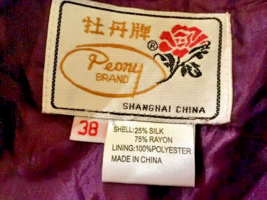 牡丹牌
®
Peony
BRAND
SHANGHAI CHINA
38
SHELL:25% SILK
75% RAYON
LINING:100%POLYESTER
MADE IN CHINA